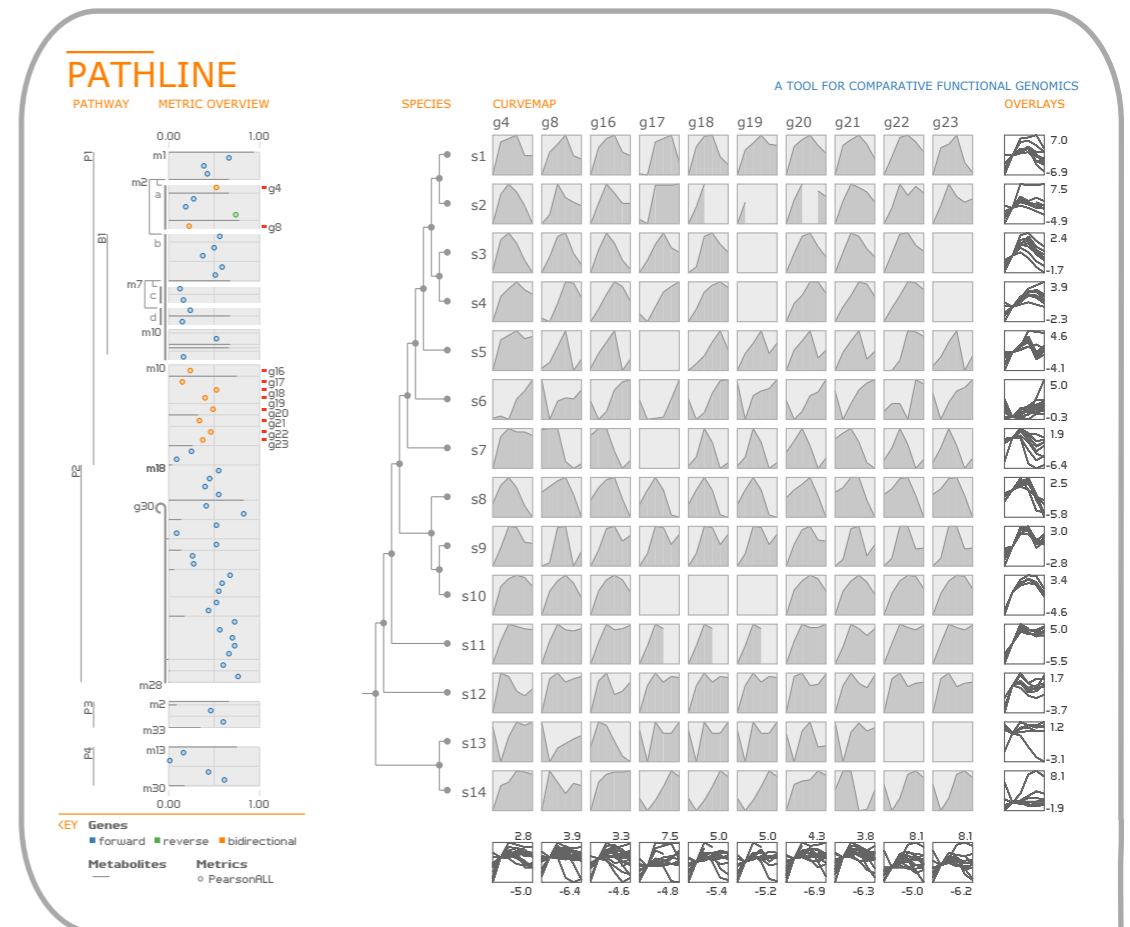 PATHLINE
A TOOL FOR COMPARATIVE FUNCTIONAL GENOMICS
PATHWAY METRIC OVERVIEW SPECIES CURVEMAP OVERLAYS
g4 g8 g16 g17 g18 g19 g20 g21 g22 g23
0.00 1.00
P1
m1
m2
a
g4
g8
B1
b
m7
c
d
m10
m10
g16
g17
g18
g19
g20
g21
g22
g23
P2
m18
g30
m28
P3
m2
m33
P4
m13
m30
0.00 1.00
s1 7.0 -6.9
s2 7.5 -4.9
s3 2.4 -1.7
s4 3.9 -2.3
s5 4.6 -4.1
s6 5.0 -0.3
s7 1.9 -6.4
s8 2.5 -5.8
s9 3.0 -2.8
s10 3.4 -4.6
s11 5.0 -5.5
s12 1.7 -3.7
s13 1.2 -3.1
s14 8.1 -1.9
2.8 3.9 3.3 7.5 5.0 5.0 4.3 3.8 8.1 8.1
-5.0 -6.4 -4.6 -4.8 -5.4 -5.2 -6.9 -6.3 -5.0 -6.2
KEY Genes
forward reverse bidirectional
Metabolites Metrics
PearsonALL